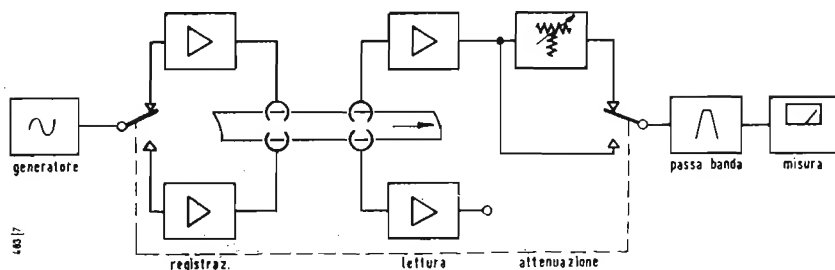 generatore
passa banda
misura
registraz.
lettura
attenuazione
483|7